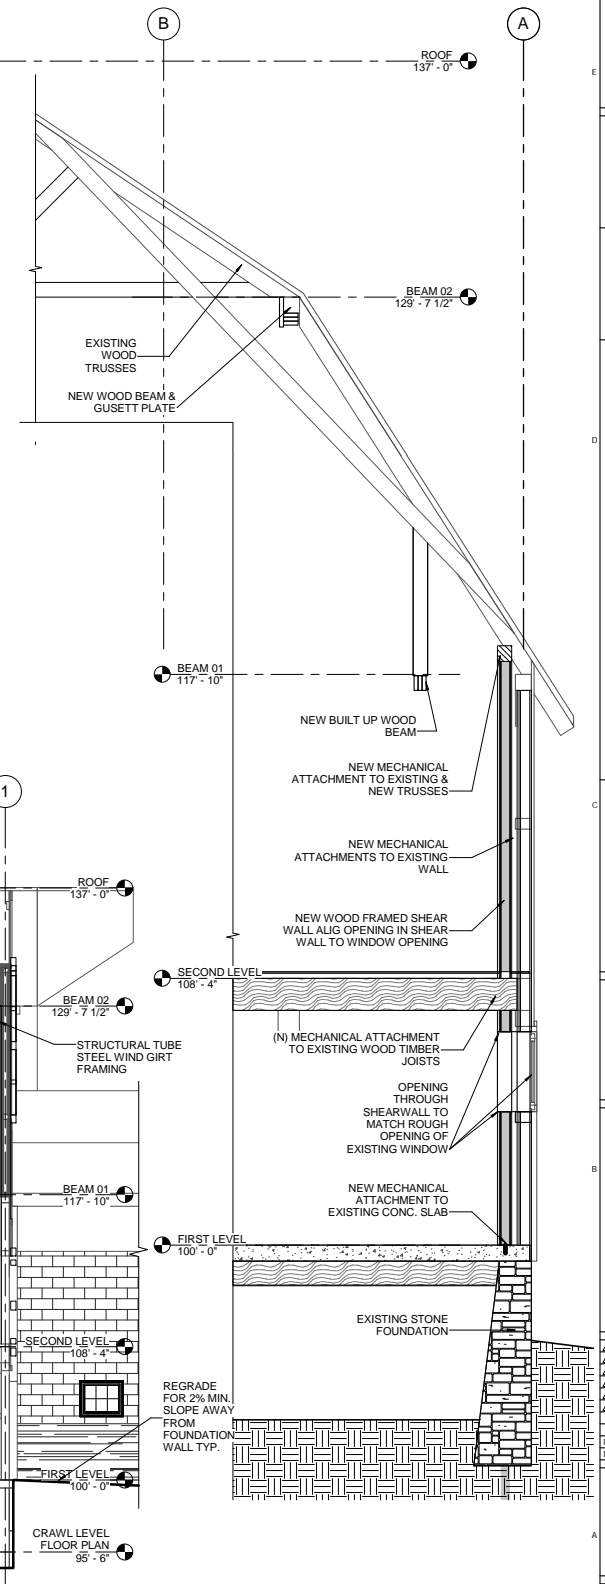 B
A
ROOF
137' - 0"
E
BEAM 02
129' - 7 1/2"
EXISTING
WOOD
TRUSSES
NEW WOOD BEAM &
GUSETT PLATE
D
BEAM 01
117' - 10"
NEW BUILT UP WOOD
BEAM
NEW MECHANICAL
ATTACHMENT TO EXISTING &
NEW TRUSSES
1
C
NEW MECHANICAL
ATTACHMENTS TO EXISTING
WALL
ROOF
137' - 0"
NEW WOOD FRAMED SHEAR
WALL ALIG OPENING IN SHEAR
WALL TO WINDOW OPENING
SECOND LEVEL
108' - 4"
BEAM 02
129' - 7 1/2"
STRUCTURAL TUBE
STEEL WIND GIRT
FRAMING
(N) MECHANICAL ATTACHMENT
TO EXISTING WOOD TIMBER
JOISTS
OPENING
THROUGH
SHEARWALL TO
MATCH ROUGH
OPENING OF
EXISTING WINDOW
B
BEAM 01
117' - 10"
NEW MECHANICAL
ATTACHMENT TO
EXISTING CONC. SLAB
FIRST LEVEL
100' - 0"
EXISTING STONE
FOUNDATION
SECOND LEVEL
108' - 4"
REGRADE
FOR 2% MIN.
SLOPE AWAY
FROM
FOUNDATION
WALL TYP.
FIRST LEVEL
100' - 0"
CRAWL LEVEL
FLOOR PLAN
95' - 6"
A